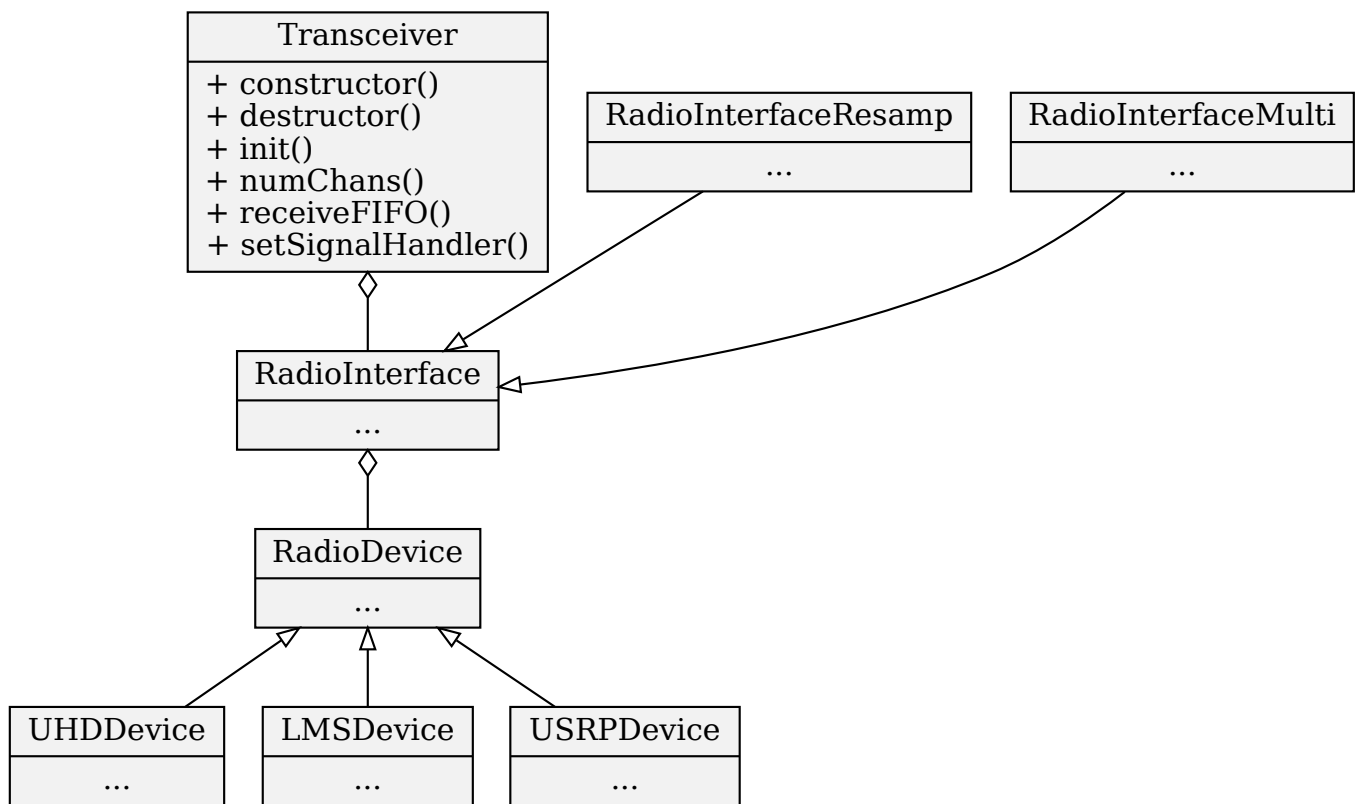 Transceiver
+ constructor()
+ destructor()
+ init()
+ numChans()
+ receiveFIFO()
+ setSignalHandler()
RadioInterfaceResamp
...
RadioInterfaceMulti
...
RadioInterface
...
RadioDevice
...
UHDDevice
...
LMSDevice
...
USRPDevice
...